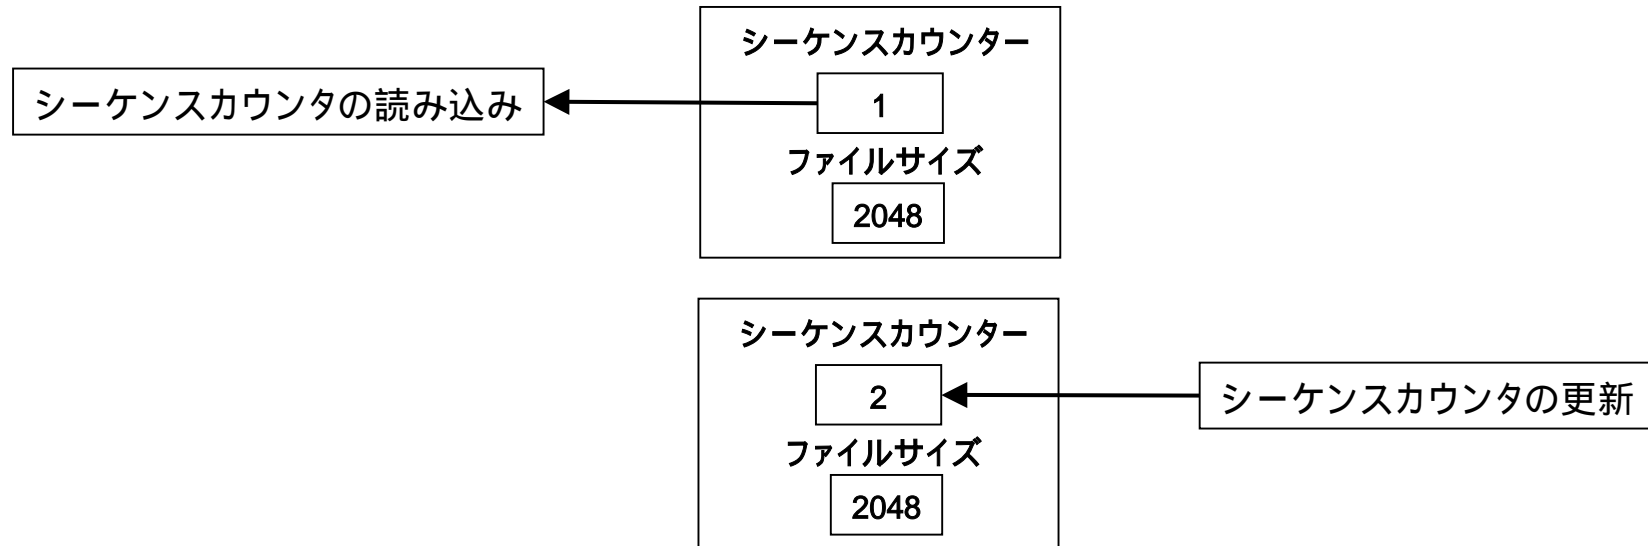 シーケンスカウンター
シーケンスカウンタの読み込み
1
ファイルサイズ
2048
シーケンスカウンター
2
シーケンスカウンタの更新
ファイルサイズ
2048